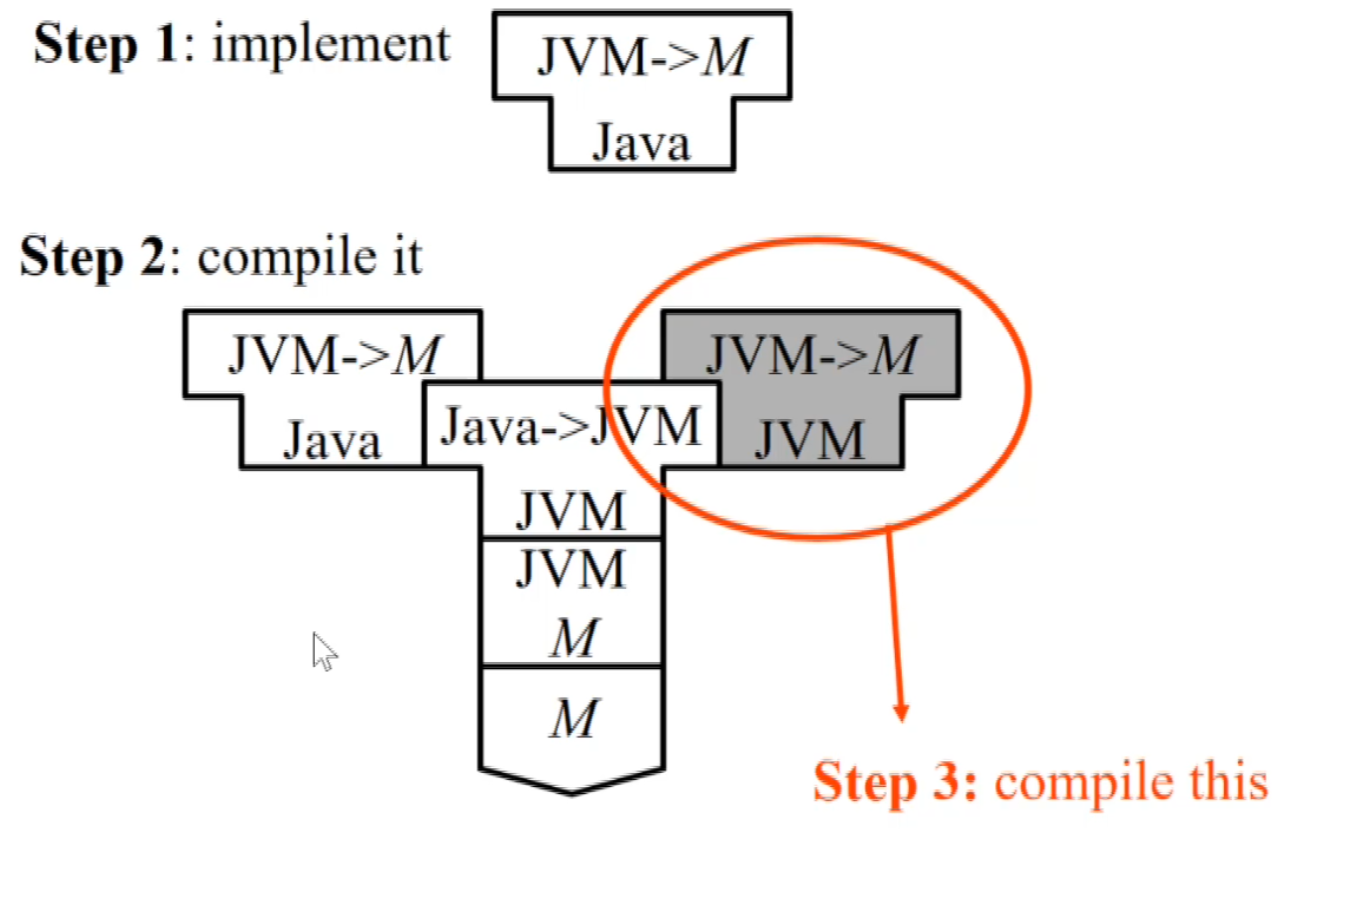 Step 1: implement
JVM->M
Java
Step 2: compile it
JVM->M
Java
Java->JVM
JVM->M
JVM
JVM
JVM
M
M
Step 3: compile this